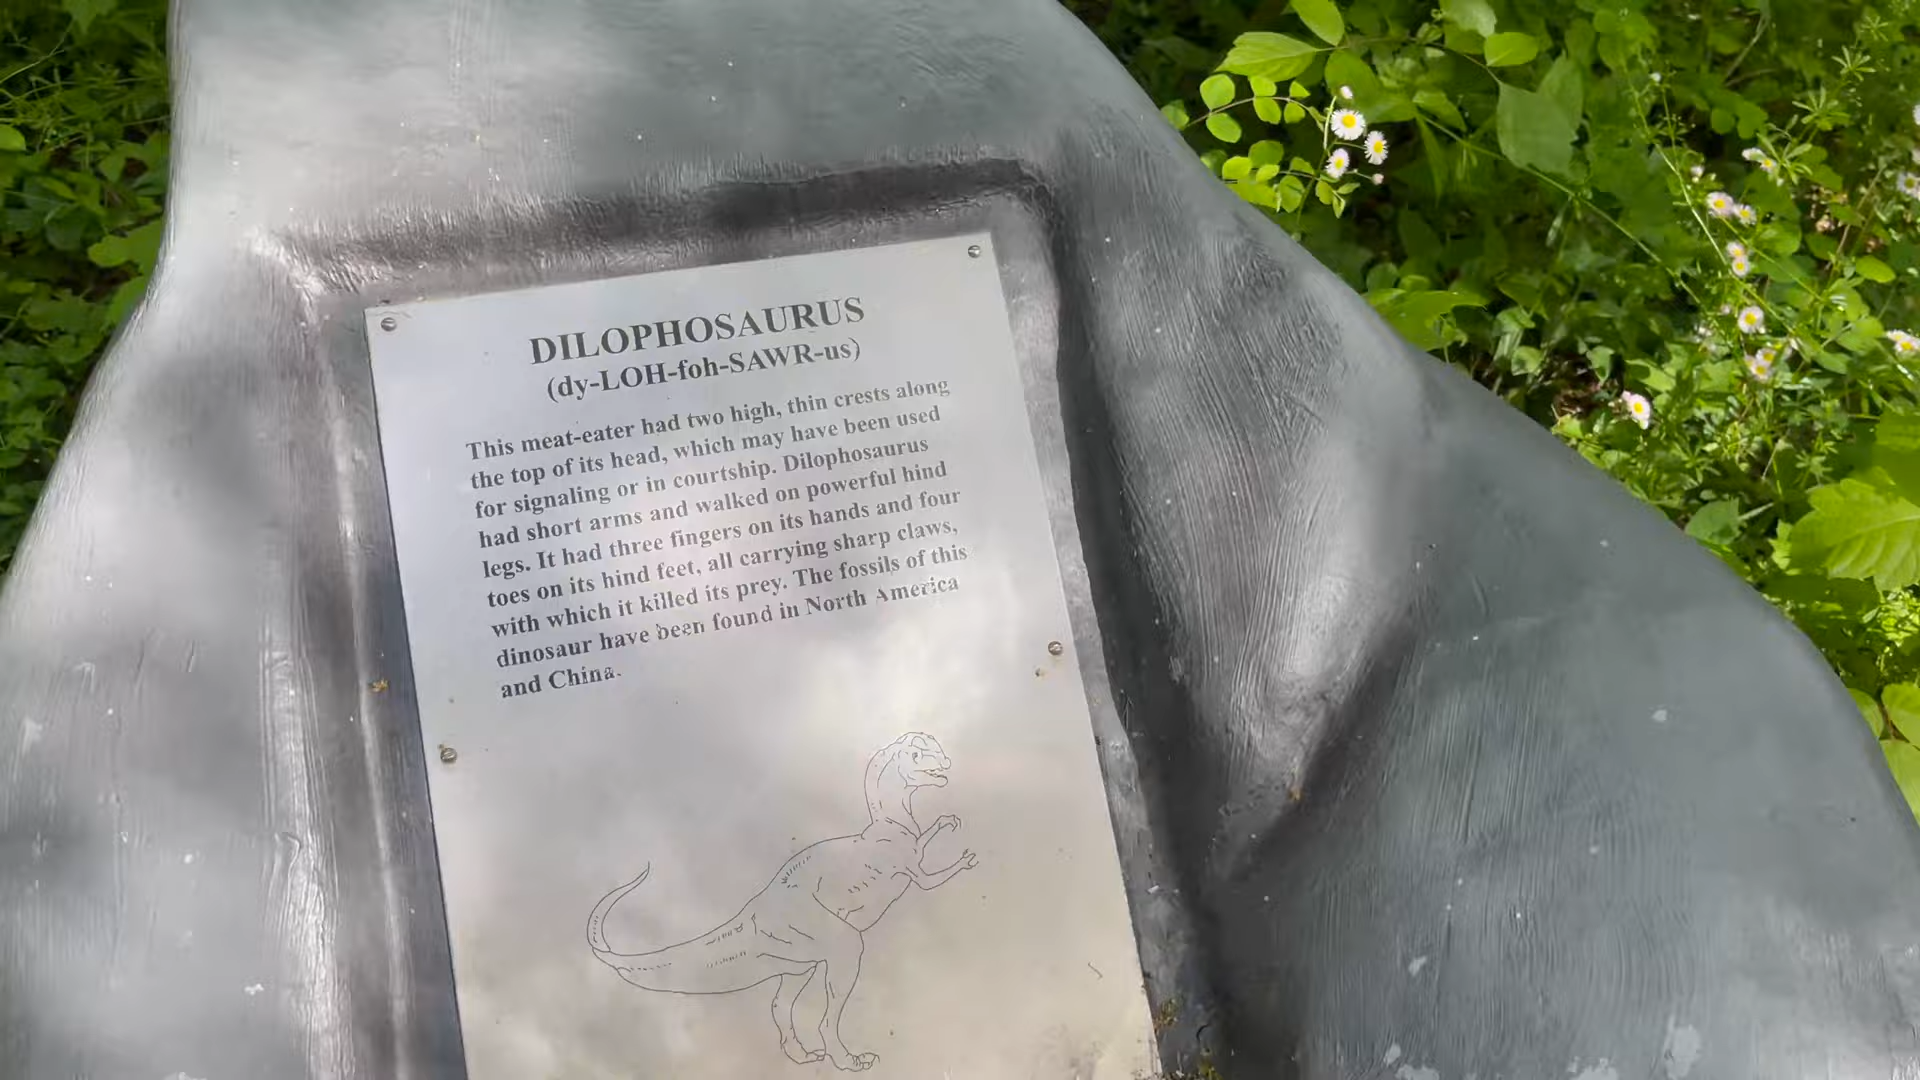 DILOPHOSAURUS
(dy-LOH-foh-SAWR-us)
This meat-eater had two high, thin crests along
the top of its head, which may have been used
for signaling or in courtship. Dilophosaurus
had short arms and walked on powerful hind
legs. It had three fingers on its hands and four
toes on its hind feet, all carrying sharp claws,
with which it killed its prey. The fossils of this
dinosaur have been found in North America
and China.